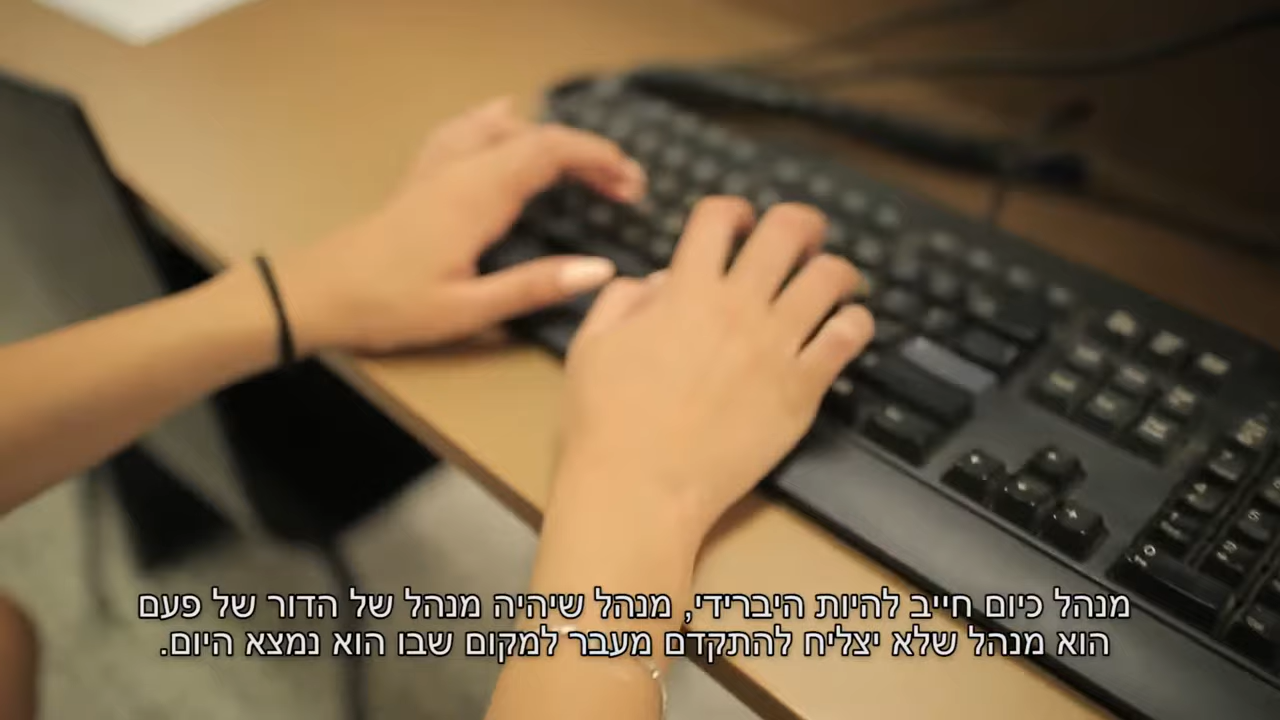 מנהל כיום חייב להיות היברידי, מנהל שיהיה מנהל של הדור של פעם
הוא מנהל שלא יצליח להתקדם מעבר למקום שבו הוא נמצא היום.